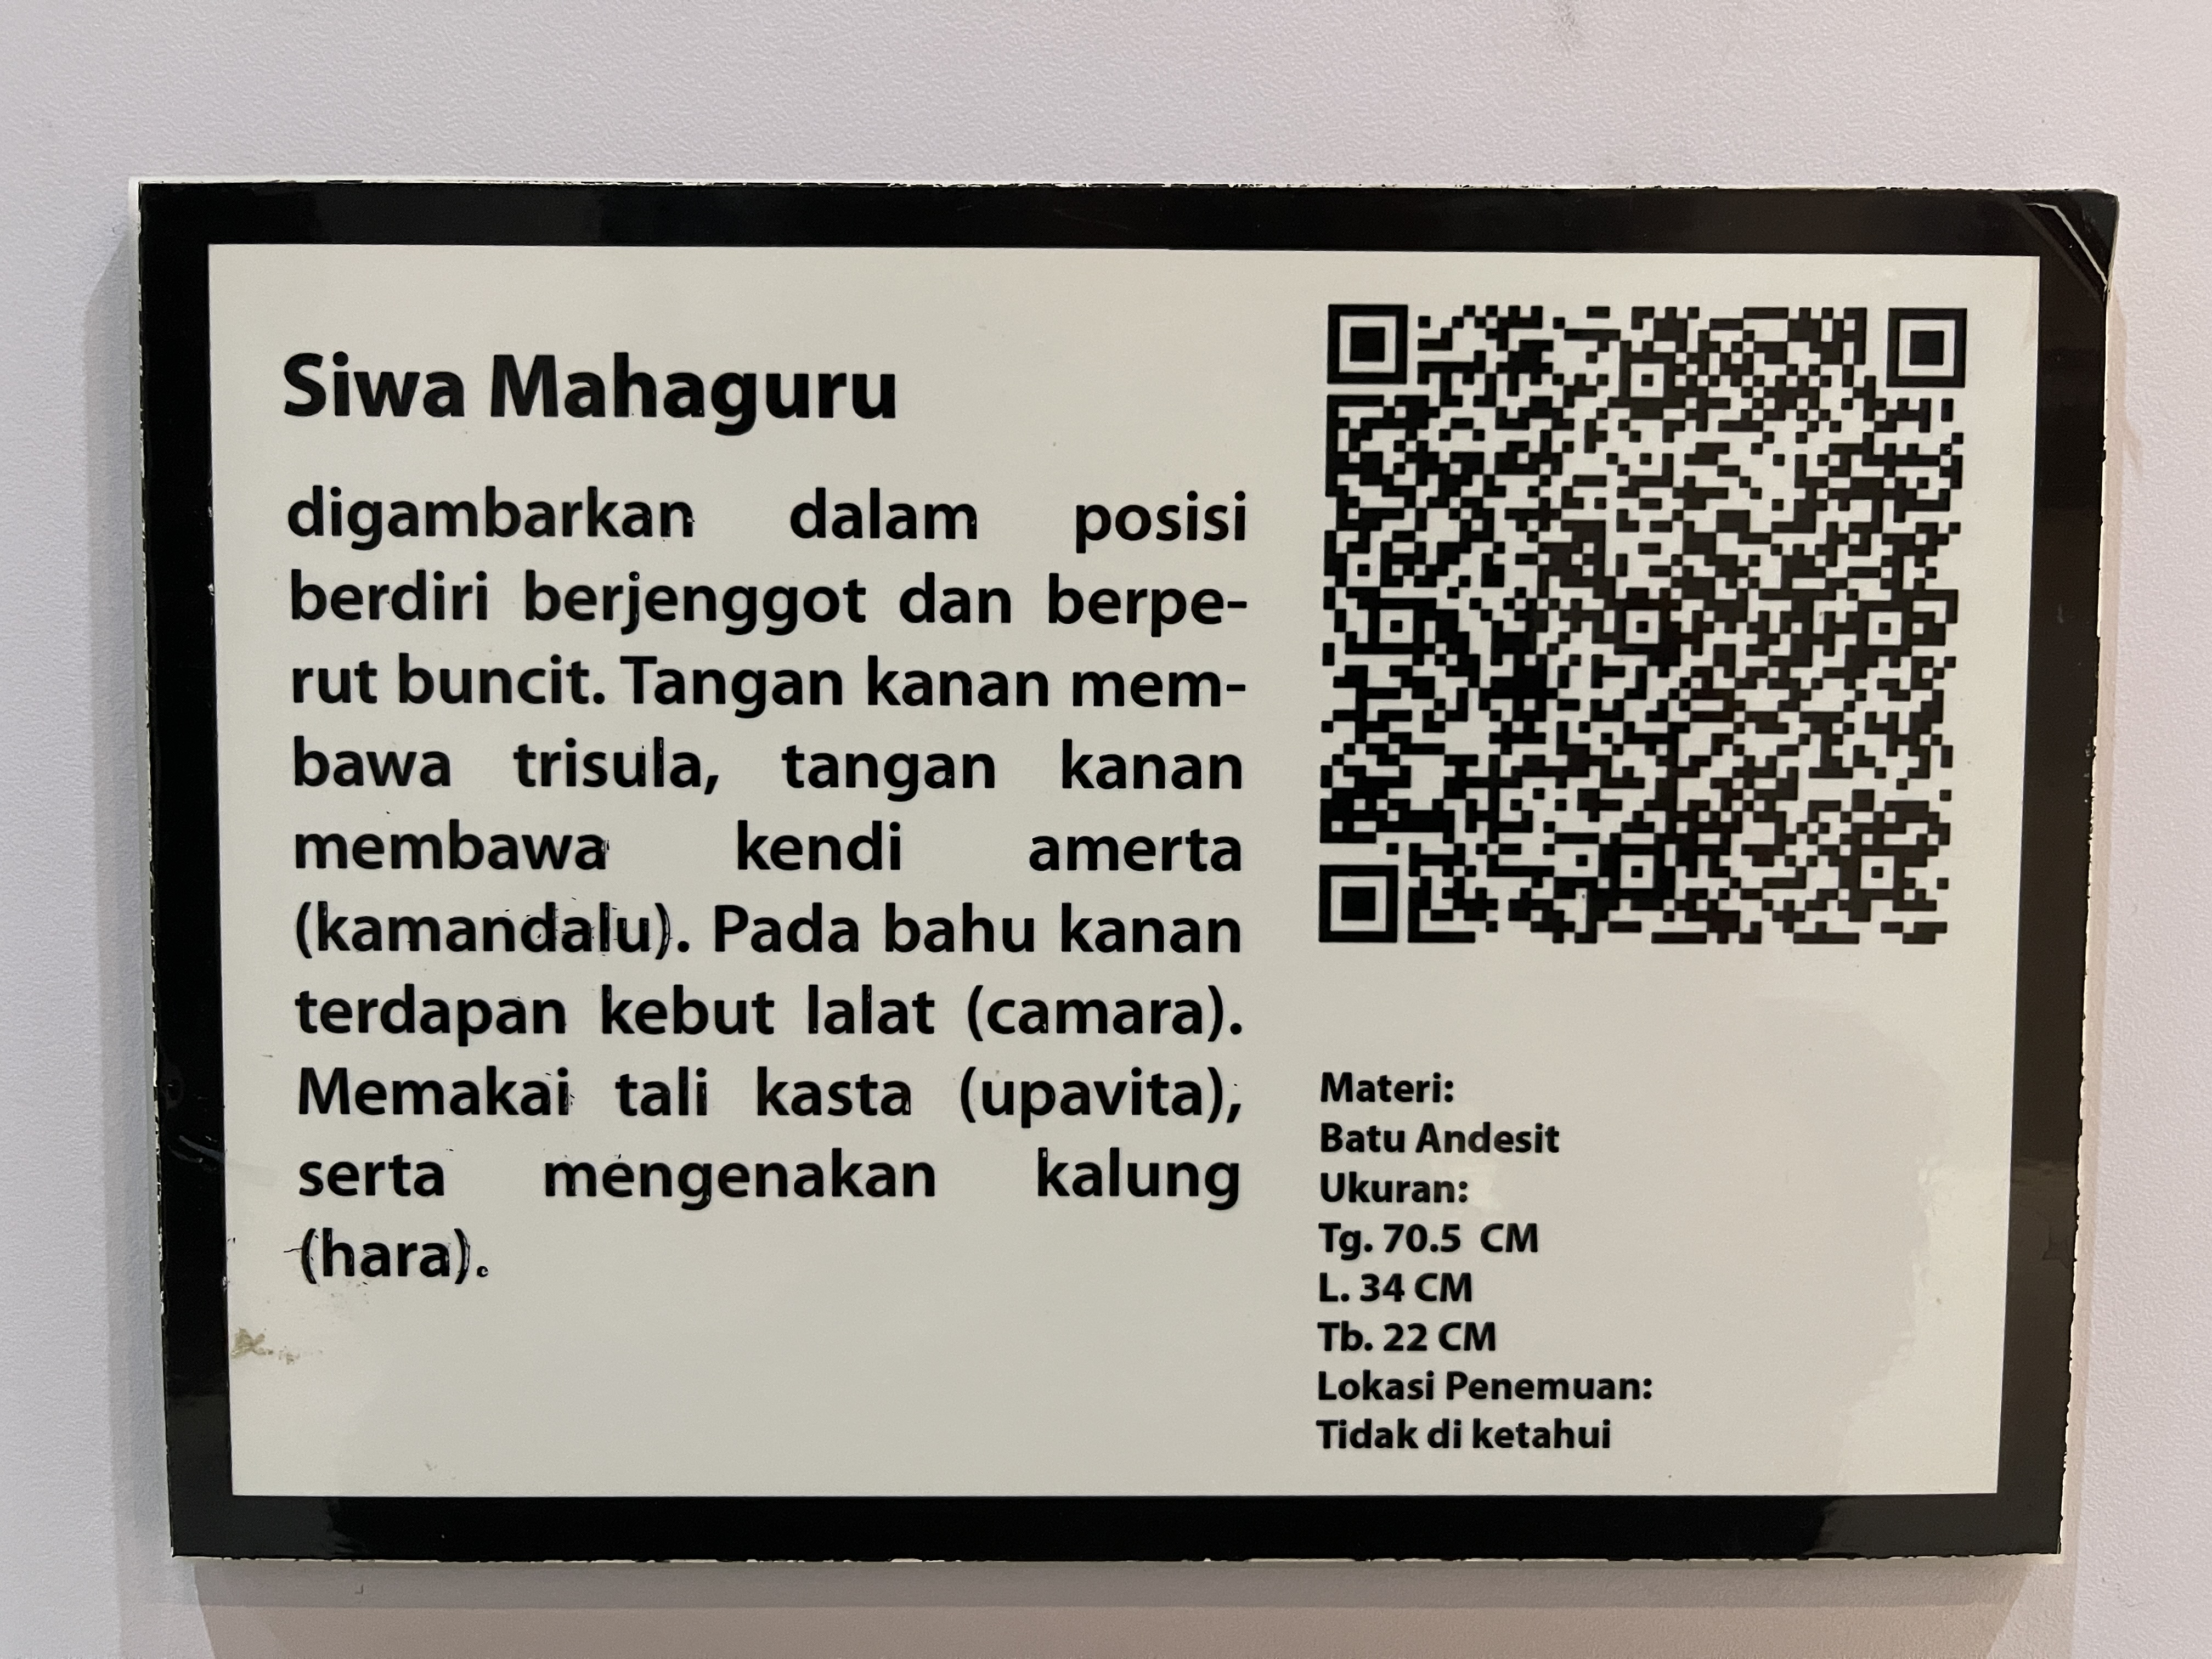 Siwa Mahaguru
digambarkan dalam posisi
berdiri berjenggot dan berpe-
rut buncit. Tangan kanan mem-
bawa trisula, tangan kanan
membawa kendi amerta
(kamandalu). Pada bahu kanan
terdapan kebut lalat (camara).
Memakai tali kasta (upavita),
serta mengenakan kalung
(hara).
Materi:
Batu Andesit
Ukuran:
Tg. 70.5 CM
L. 34 CM
Tb. 22 CM
Lokasi Penemuan:
Tidak di ketahui